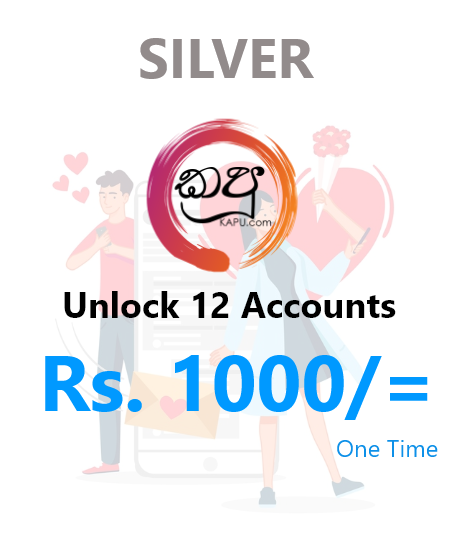 SILVER
කපු
KAPU.com
Unlock 12 Accounts
Rs. 1000/=
One Time